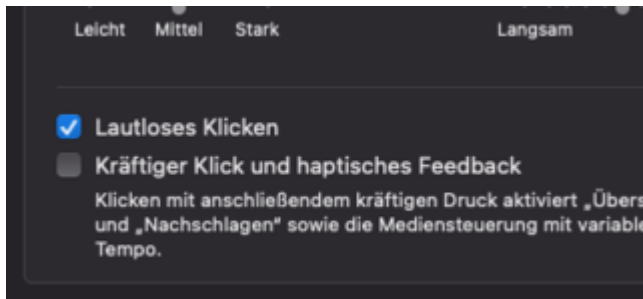 Leicht Mittel Stark Langsam
Lautloses Klicken
Kräftiger Klick und haptisches Feedback
Klicken mit anschließendem kräftigen Druck aktiviert „Übers
und „Nachschlagen“ sowie die Mediensteuerung mit variable
Tempo.